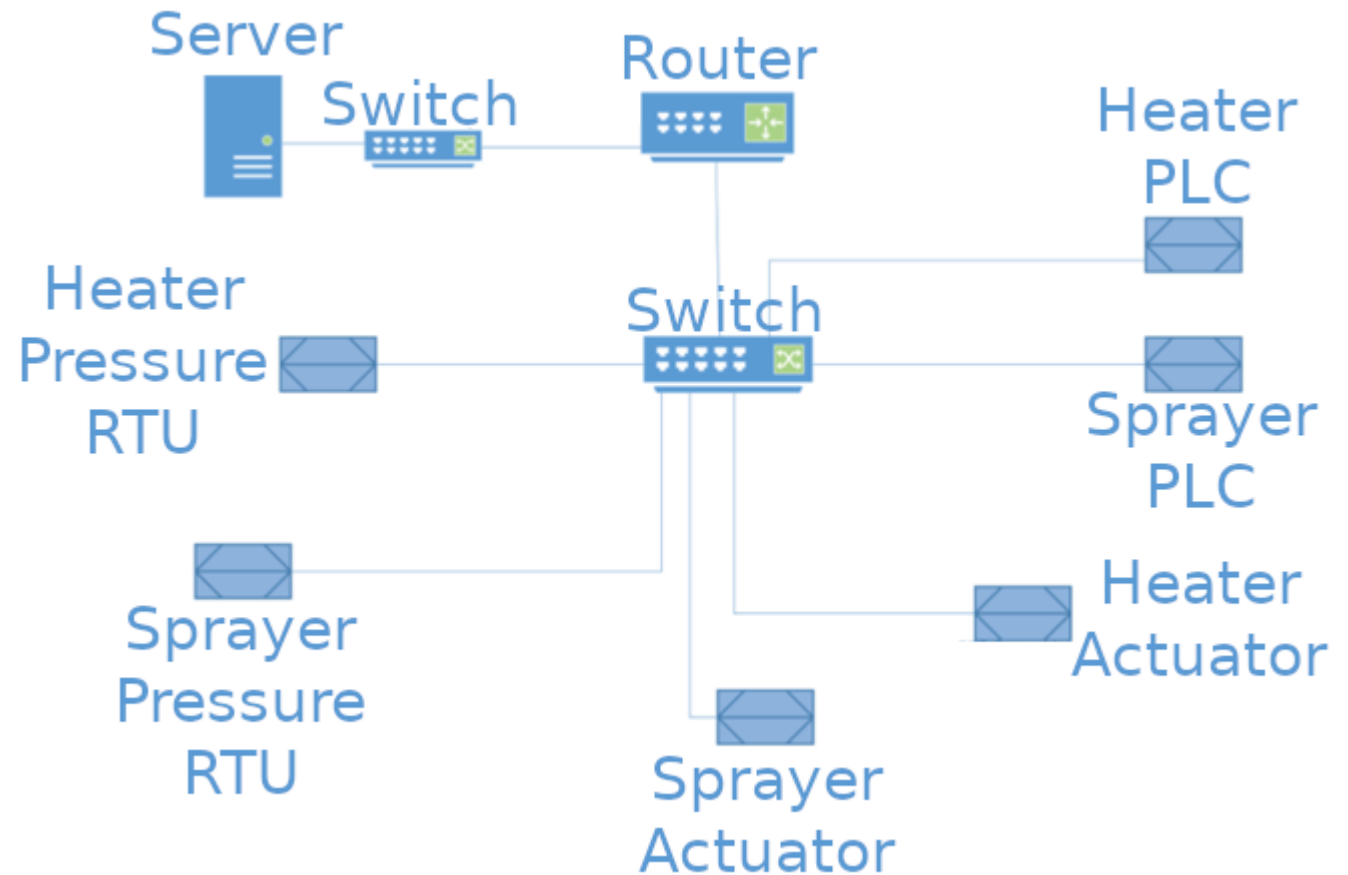 Server
Switch
Router
Heater
PLC
Heater
Pressure
RTU
Switch
Sprayer
PLC
Sprayer
Pressure
RTU
Heater
Actuator
Sprayer
Actuator